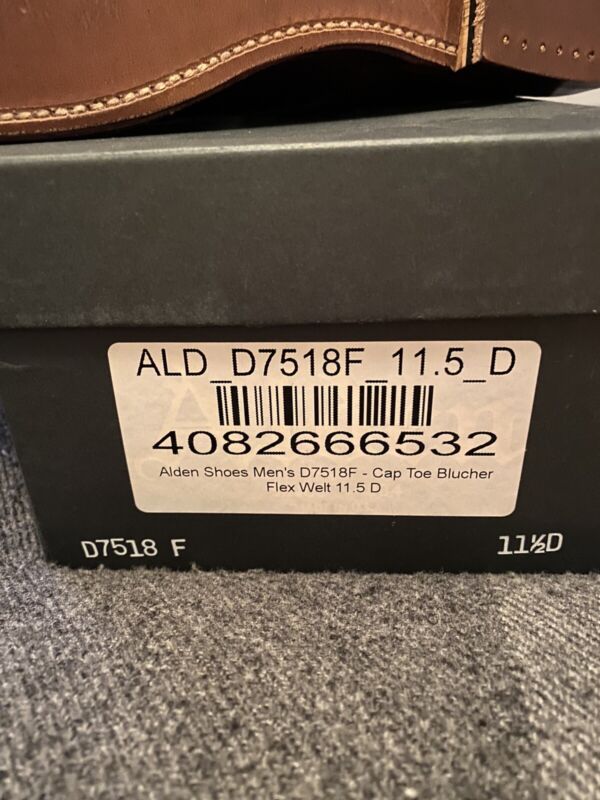 ALD_D7518F_11.5_D
4082666532
Alden Shoes Men's D7518F - Cap Toe Blucher
Flex Welt 11.5 D
D7518 F 11½D